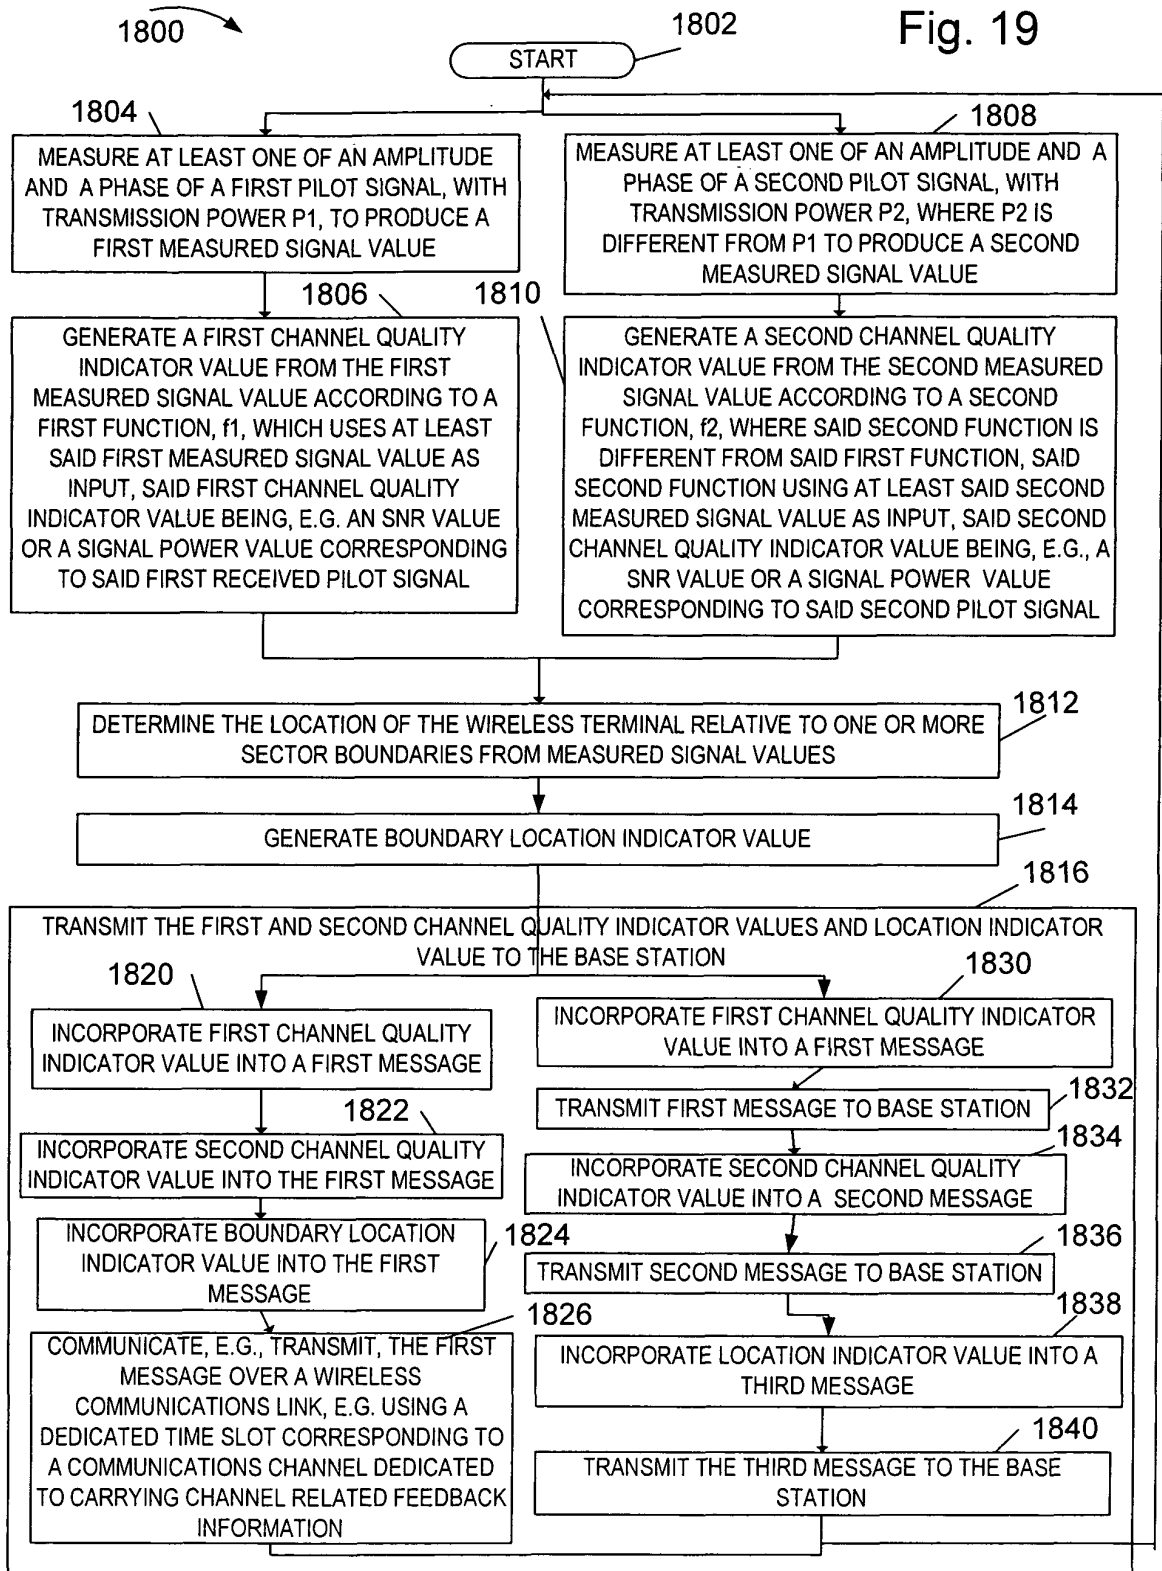 1800
1802
Fig. 19
START
1804
1808
MEASURE AT LEAST ONE OF AN AMPLITUDE
AND A PHASE OF A FIRST PILOT SIGNAL, WITH
TRANSMISSION POWER P1, TO PRODUCE A
FIRST MEASURED SIGNAL VALUE
MEASURE AT LEAST ONE OF AN AMPLITUDE AND A
PHASE OF A SECOND PILOT SIGNAL, WITH
TRANSMISSION POWER P2, WHERE P2 IS
DIFFERENT FROM P1 TO PRODUCE A SECOND
MEASURED SIGNAL VALUE
1806
1810
GENERATE A FIRST CHANNEL QUALITY
INDICATOR VALUE FROM THE FIRST
MEASURED SIGNAL VALUE ACCORDING TO A
FIRST FUNCTION, f1, WHICH USES AT LEAST
SAID FIRST MEASURED SIGNAL VALUE AS
INPUT, SAID FIRST CHANNEL QUALITY
INDICATOR VALUE BEING, E.G. AN SNR VALUE
OR A SIGNAL POWER VALUE CORRESPONDING
TO SAID FIRST RECEIVED PILOT SIGNAL
GENERATE A SECOND CHANNEL QUALITY
INDICATOR VALUE FROM THE SECOND MEASURED
SIGNAL VALUE ACCORDING TO A SECOND
FUNCTION, f2, WHERE SAID SECOND FUNCTION IS
DIFFERENT FROM SAID FIRST FUNCTION, SAID
SECOND FUNCTION USING AT LEAST SAID SECOND
MEASURED SIGNAL VALUE AS INPUT, SAID SECOND
CHANNEL QUALITY INDICATOR VALUE BEING, E.G., A
SNR VALUE OR A SIGNAL POWER VALUE
CORRESPONDING TO SAID SECOND PILOT SIGNAL
1812
DETERMINE THE LOCATION OF THE WIRELESS TERMINAL RELATIVE TO ONE OR MORE
SECTOR BOUNDARIES FROM MEASURED SIGNAL VALUES
1814
GENERATE BOUNDARY LOCATION INDICATOR VALUE
1816
TRANSMIT THE FIRST AND SECOND CHANNEL QUALITY INDICATOR VALUES AND LOCATION INDICATOR
VALUE TO THE BASE STATION
1820
INCORPORATE FIRST CHANNEL QUALITY
INDICATOR VALUE INTO A FIRST MESSAGE
1822
INCORPORATE SECOND CHANNEL QUALITY
INDICATOR VALUE INTO THE FIRST MESSAGE
INCORPORATE BOUNDARY LOCATION
INDICATOR VALUE INTO THE FIRST
MESSAGE
1824
1826
COMMUNICATE, E.G., TRANSMIT, THE FIRST
MESSAGE OVER A WIRELESS
COMMUNICATIONS LINK, E.G. USING A
DEDICATED TIME SLOT CORRESPONDING TO
A COMMUNICATIONS CHANNEL DEDICATED
TO CARRYING CHANNEL RELATED FEEDBACK
INFORMATION
1830
INCORPORATE FIRST CHANNEL QUALITY INDICATOR
VALUE INTO A FIRST MESSAGE
1832
TRANSMIT FIRST MESSAGE TO BASE STATION
1834
INCORPORATE SECOND CHANNEL QUALITY
INDICATOR VALUE INTO A SECOND MESSAGE
1836
TRANSMIT SECOND MESSAGE TO BASE STATION
1838
INCORPORATE LOCATION INDICATOR VALUE INTO A
THIRD MESSAGE
1840
TRANSMIT THE THIRD MESSAGE TO THE BASE
STATION